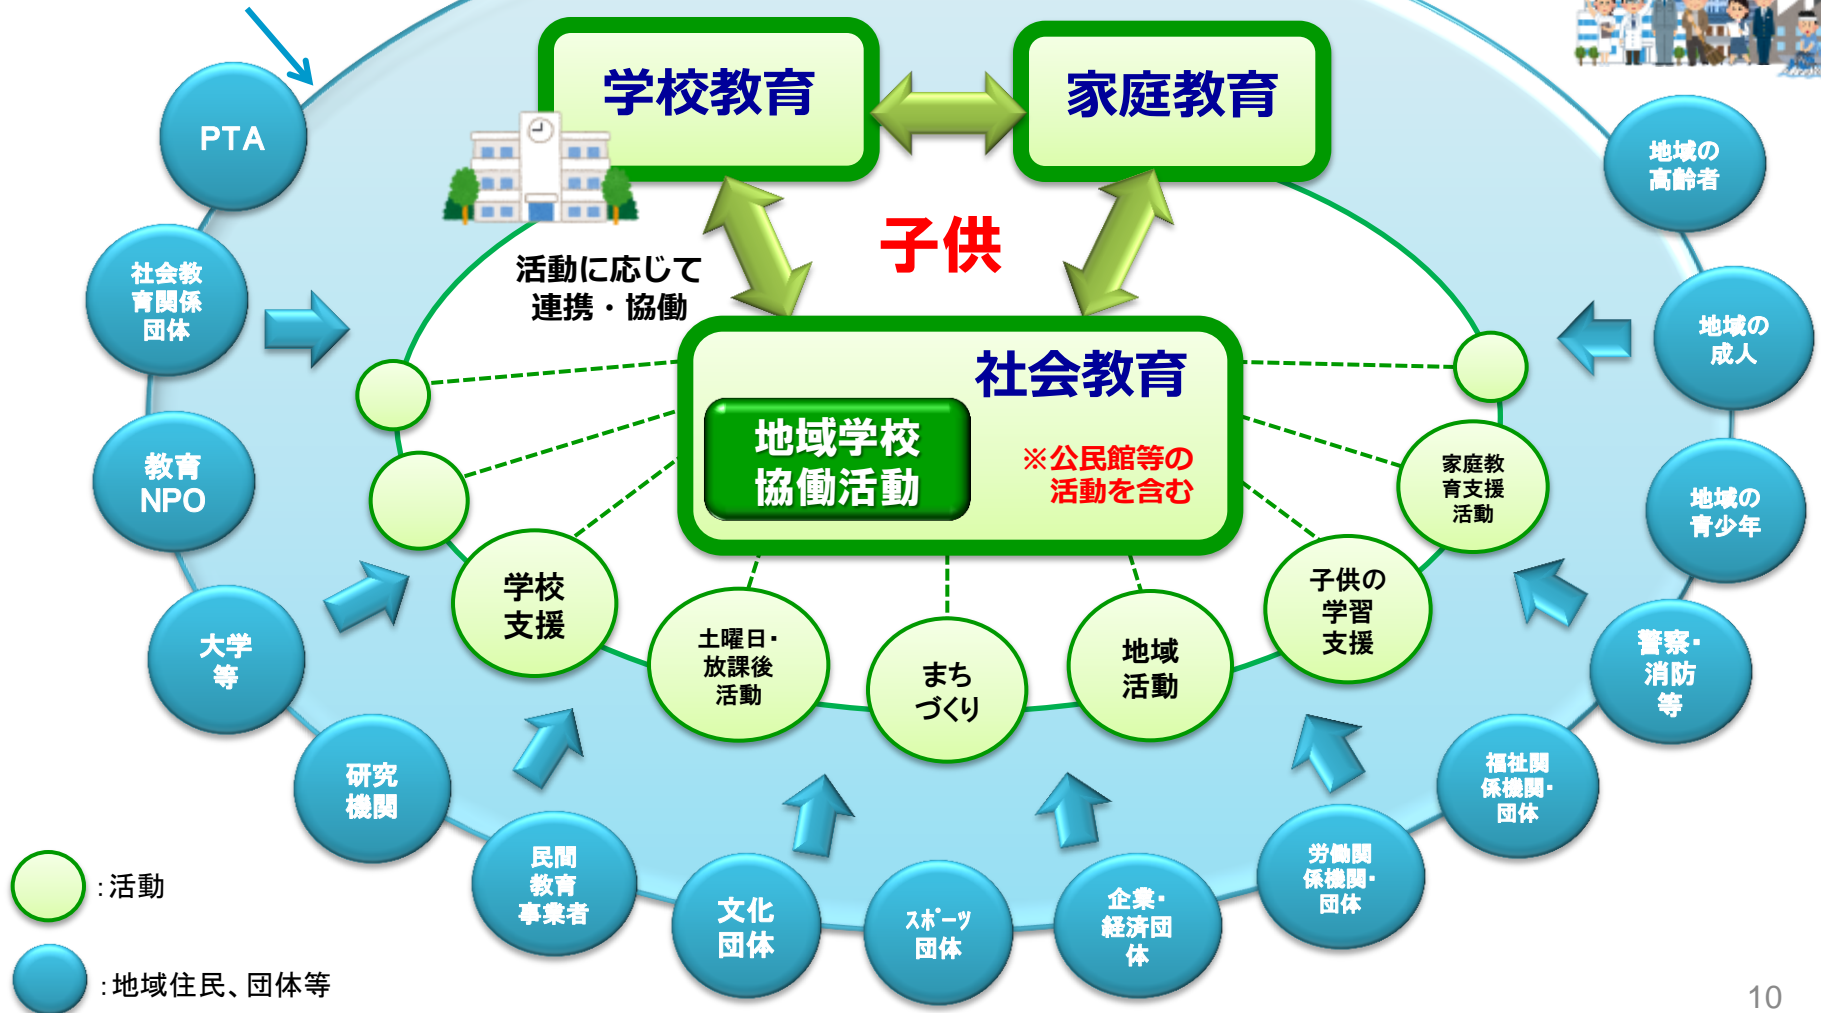 学校教育
家庭教育
子供
活動に応じて
連携・協働
社会教育
地域学校
協働活動
※公民館等の
活動を含む
学校
支援
土曜日・
放課後
活動
まち
づくり
地域
活動
子供の
学習
支援
家庭教
育支援
活動
PTA
社会教
育関係
団体
教育
NPO
大学
等
研究
機関
民間
教育
事業者
文化
団体
スポーツ
団体
企業・
経済団
体
労働関
係機関・
団体
福祉関
係機関・
団体
警察・
消防
等
地域の
青少年
地域の
成人
地域の
高齢者
：活動
：地域住民、団体等
10